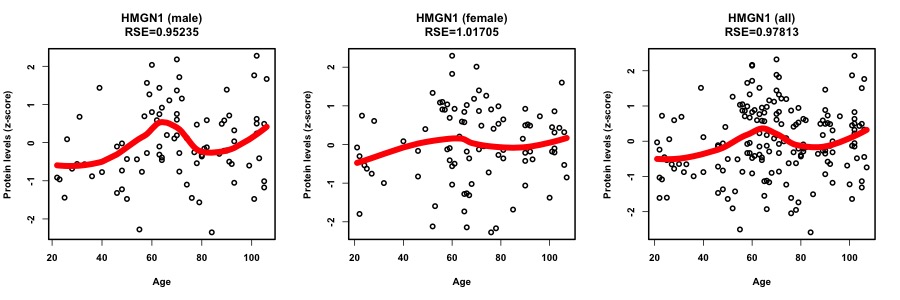 HMGN1 (male)
RSE=0.95235
Protein levels (z-score)
2
1
0
-1
-2
20
40
60
80
100
Age
HMGN1 (female)
RSE=1.01705
Protein levels (z-score)
2
1
0
-1
-2
20
40
60
80
100
Age
HMGN1 (all)
RSE=0.97813
Protein levels (z-score)
2
1
0
-1
-2
20
40
60
80
100
Age